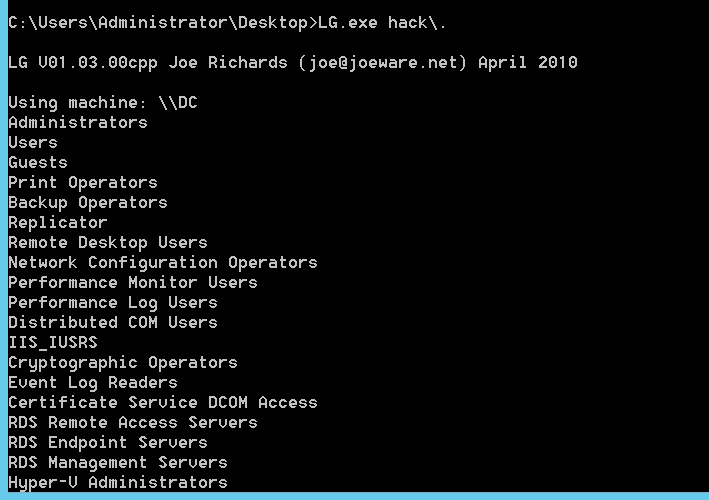 C:\Users\Administrator\Desktop>LG.exe hack\.
LG V01.03.00cpp Joe Richards (joe@joeware.net) April 2010
Using machine: \\DC
Administrators
Users
Guests
Print Operators
Backup Operators
Replicator
Remote Desktop Users
Network Configuration Operators
Performance Monitor Users
Performance Log Users
Distributed COM Users
IIS_IUSRS
Cryptographic Operators
Event Log Readers
Certificate Service DCOM Access
RDS Remote Access Servers
RDS Endpoint Servers
RDS Management Servers
Hyper-V Administrators